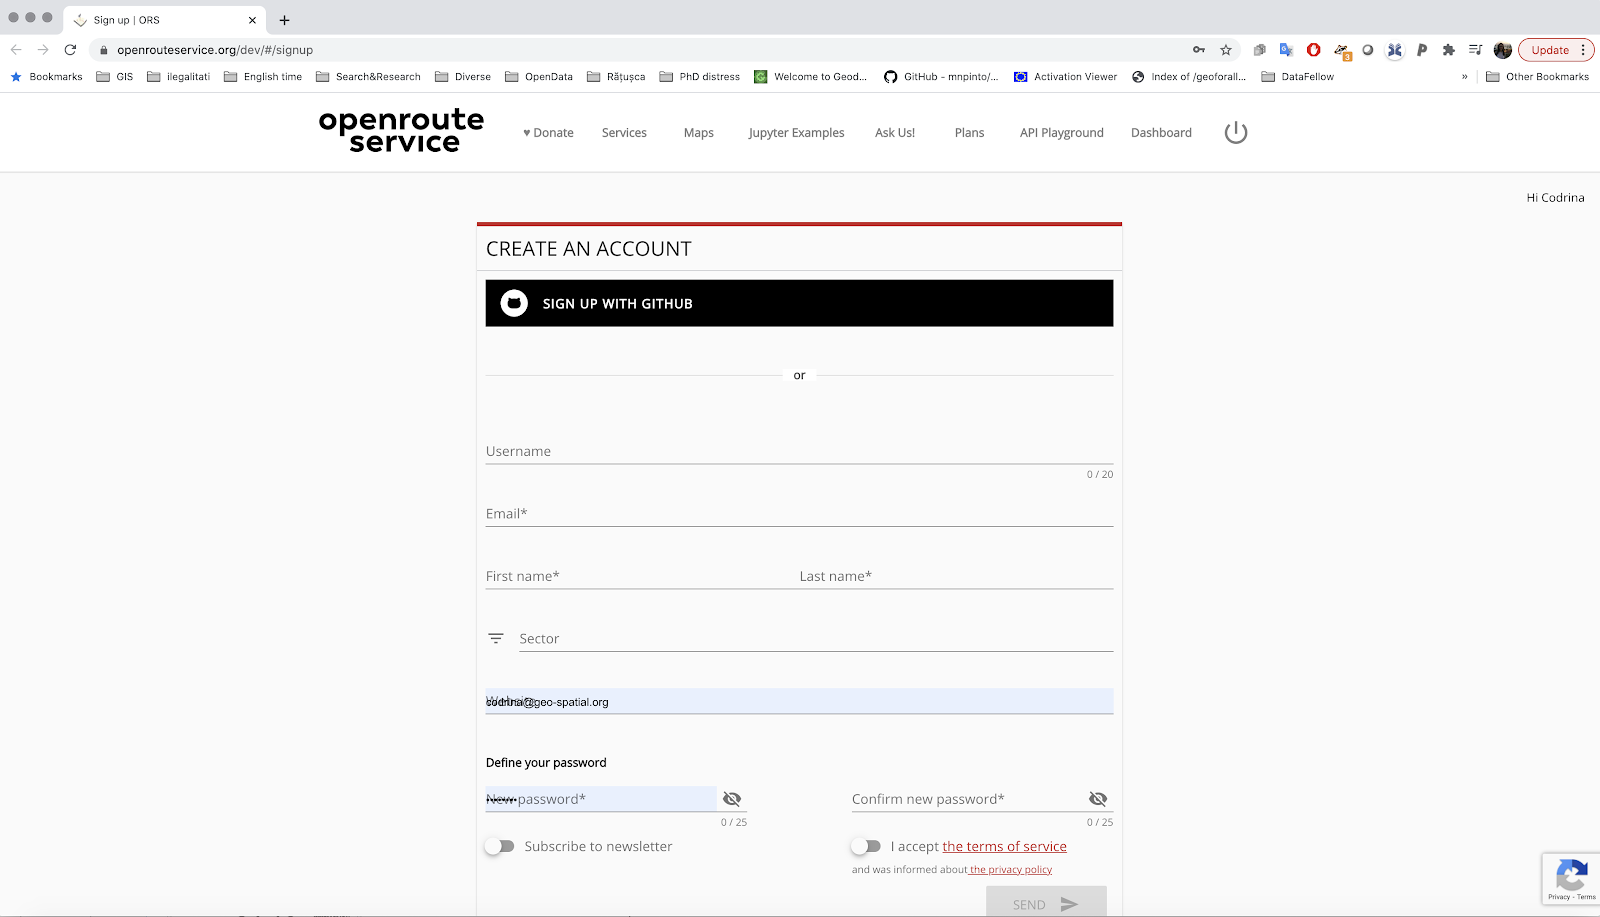 Sign up | ORS
openrouteservice.org/dev/#/signup
Update
3
Bookmarks GIS ilegalitati English time Search&Research Diverse OpenData Rățușca PhD distress Welcome to Geod... GitHub - mnpinto/... Activation Viewer Index of /geoforall... DataFellow » Other Bookmarks
openroute
service
♥ Donate Services Maps Jupyter Examples Ask Us! Plans API Playground Dashboard
Hi Codrina
CREATE AN ACCOUNT
SIGN UP WITH GITHUB
or
Username
0 / 20
Email*
First name* Last name*
Sector
Website
codrina@geo-spatial.org
Define your password
New password* Confirm new password*
0 / 25 0 / 25
Subscribe to newsletter I accept the terms of service
and was informed about the privacy policy
SEND
Privacy - Terms